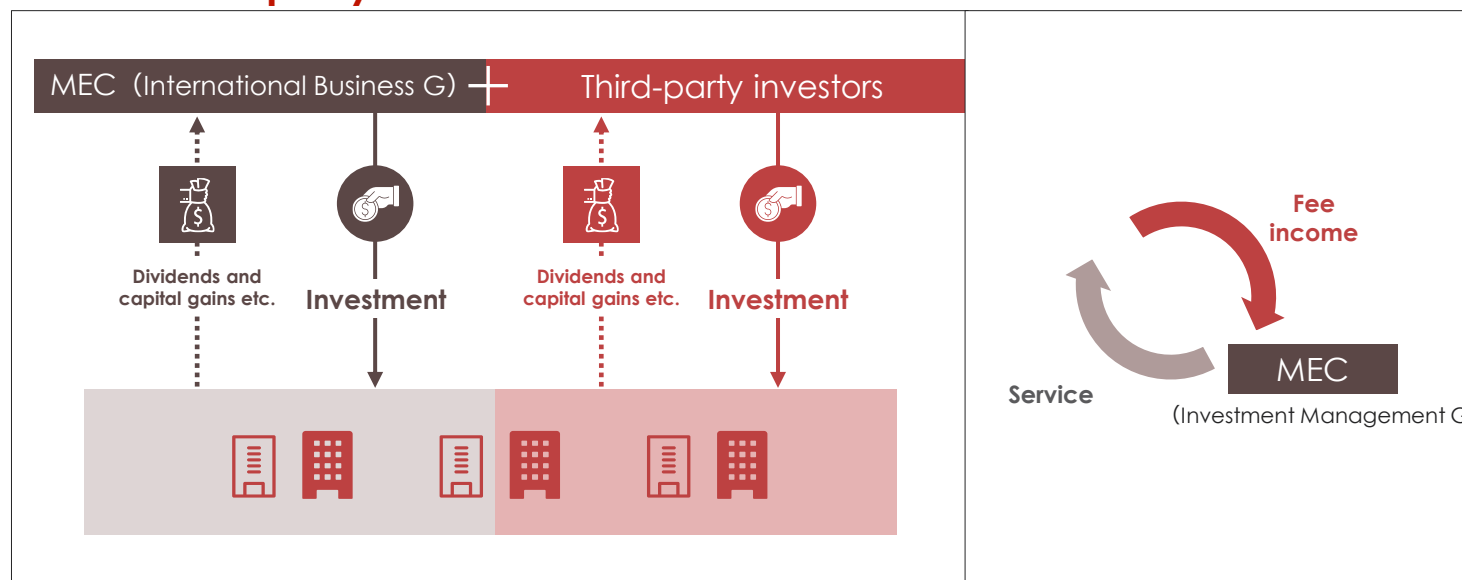 MEC（International Business G）
Third-party investors
Dividends and
capital gains etc.
Investment
Dividends and
capital gains etc.
Investment
Fee
income
Service
MEC
（Investment Management G